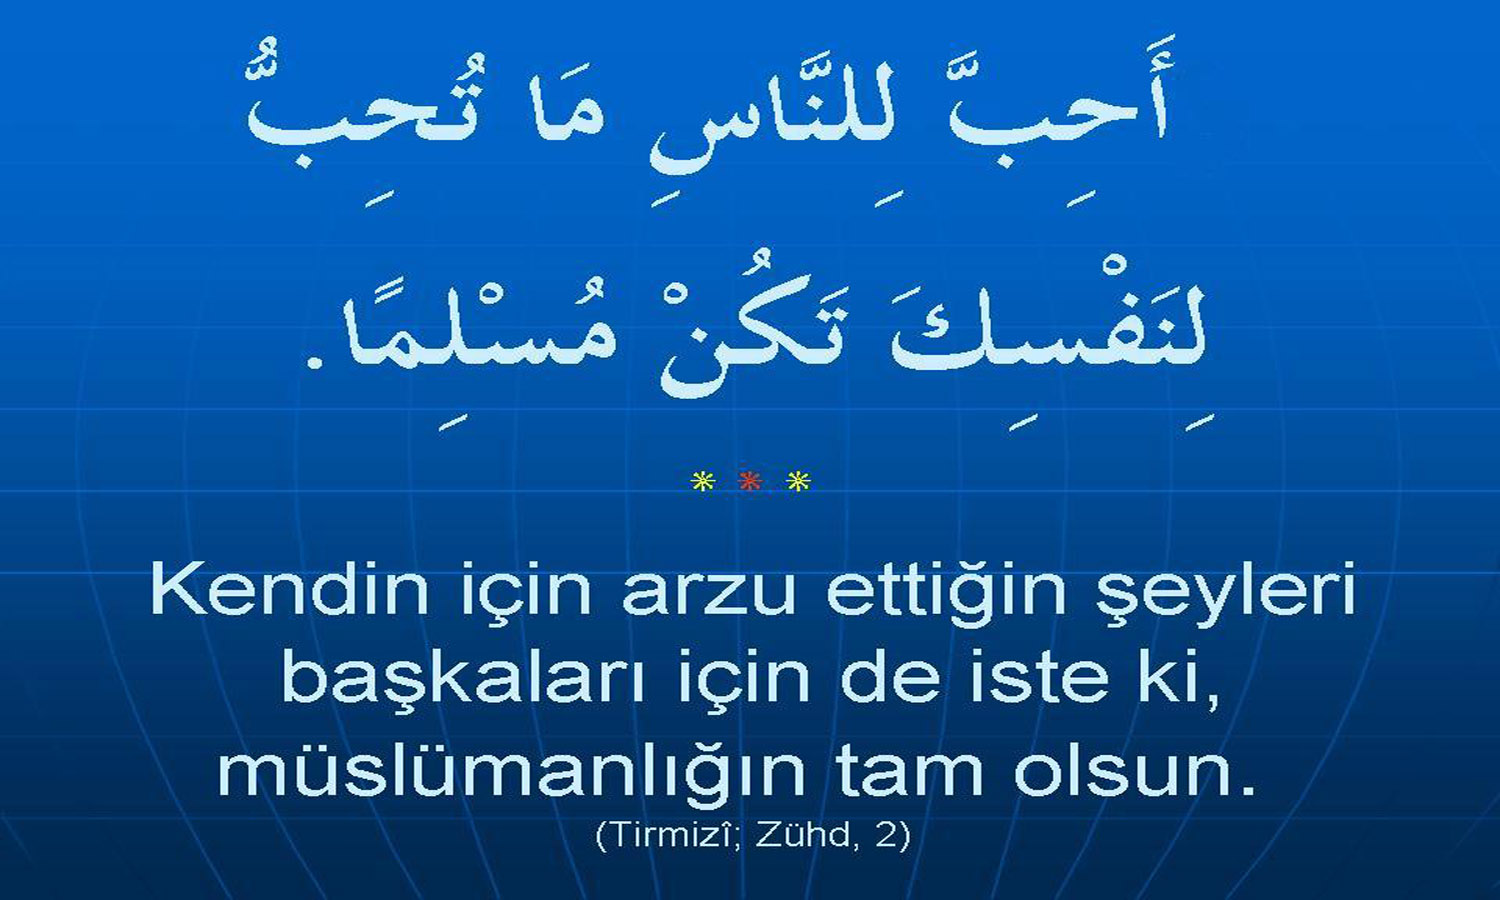 أَحِبَّ لِلنَّاسِ مَا تُحِبُّ
لِنَفْسِكَ تَكُنْ مُسْلِمًا.
* * *
Kendin için arzu ettiğin şeyleri
başkaları için de iste ki,
müslümanlığın tam olsun.
(Tirmizî; Zühd, 2)